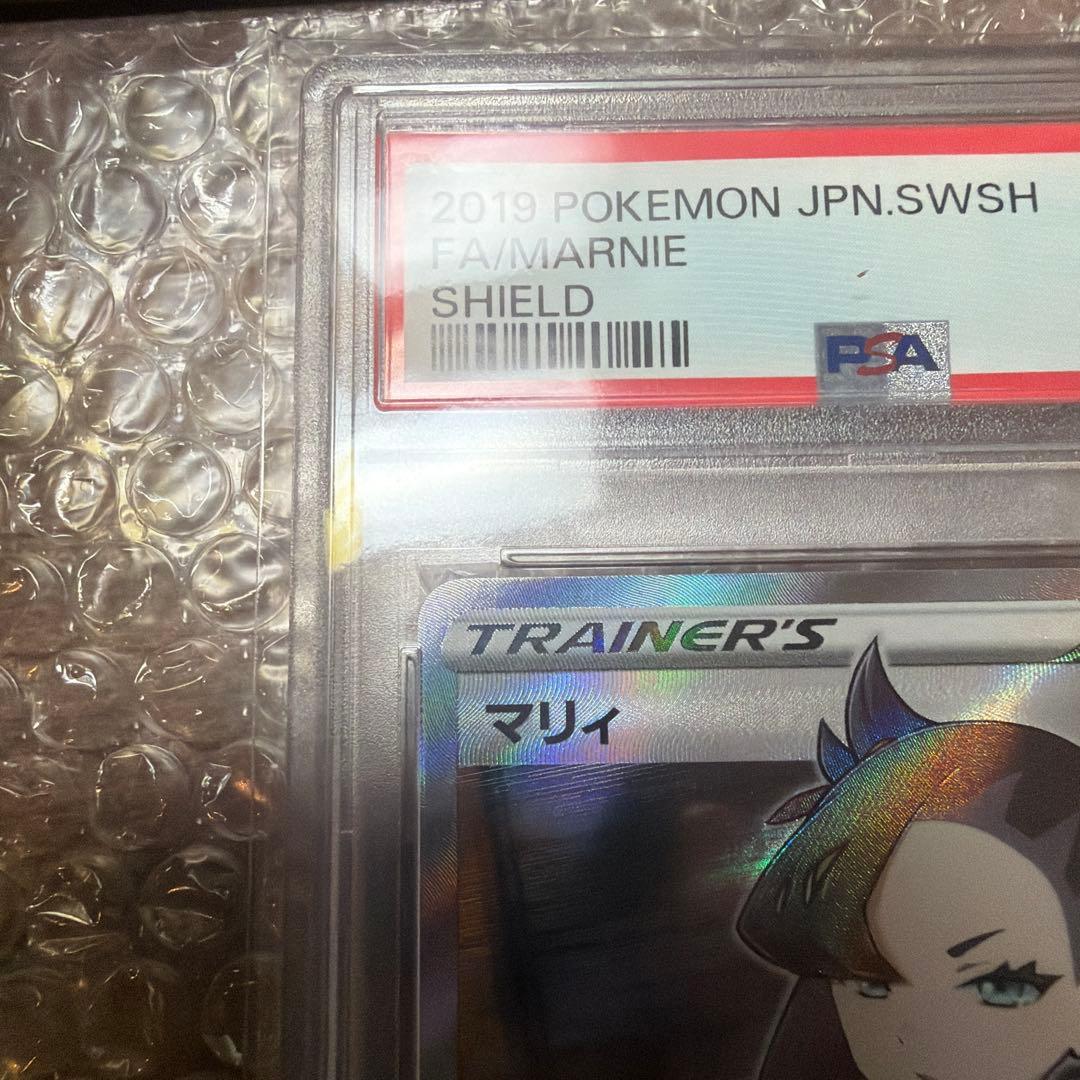 2019 POKEMON JPN.SWSH
FA/MARNIE
SHIELD
PSA
TRAINER'S
マリィ